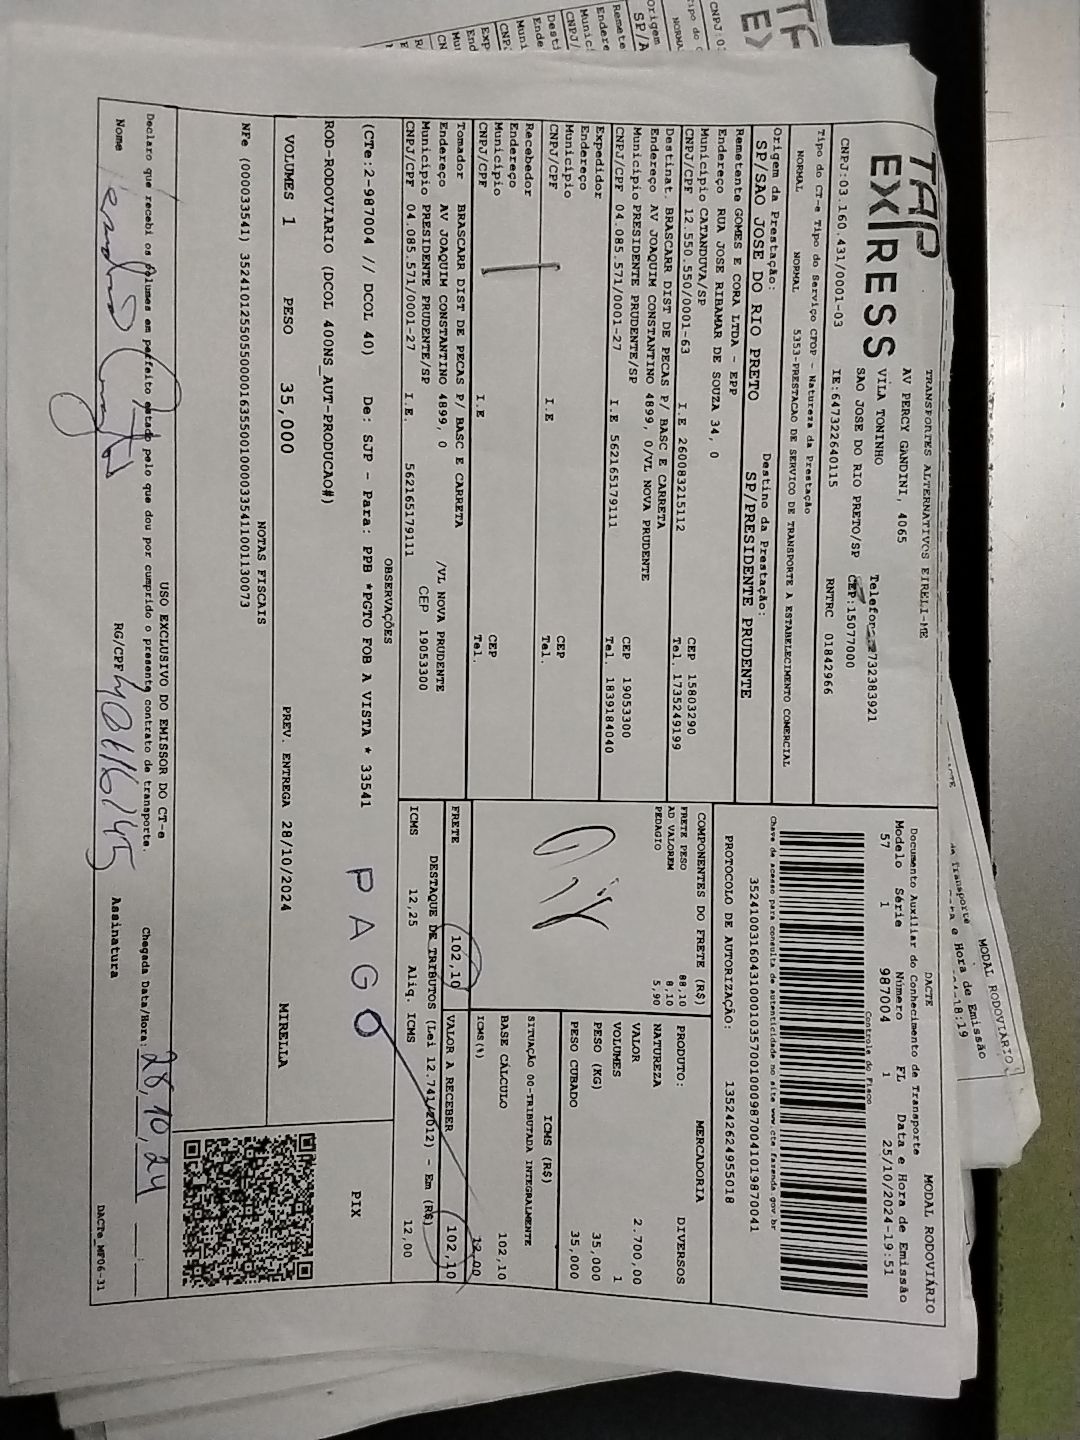 TAP
EXPRESS
TRANSPORTES ALTERNATIVOS EIRELI-ME
AV PERCY GANDINI, 4065
VILA TONINHO
SAO JOSE DO RIO PRETO/SP
Telefone 732383921
CEP:15077000
CNPJ:03.160.431/0001-03 IE:647322640115 RNTRC 01842966
Tipo do CT-e Tipo do Serviço CFOP - Natureza da Prestação
NORMAL NORMAL 5353-PRESTACAO DE SERVICO DE TRANSPORTE A ESTABELECIMENTO COMERCIAL
Origem da Prestação: Destino da Prestação:
SP/SAO JOSE DO RIO PRETO SP/PRESIDENTE PRUDENTE
Remetente GOMES E CORA LTDA - EPP
Endereço RUA JOSE RIBAMAR DE SOUZA 34, 0
Município CATANDUVA/SP CEP 15803290
CNPJ/CPF 12.550.550/0001-63 I.E 260083215112 Tel. 1735249199
Destinat. BRASCARR DIST DE PECAS P/ BASC E CARRETA
Endereço AV JOAQUIM CONSTANTINO 4899, 0/VL NOVA PRUDENTE
Município PRESIDENTE PRUDENTE/SP CEP 19053300
CNPJ/CPF 04.085.571/0001-27 I.E 562165179111 Tel. 1839184040
Expedidor
Endereço
Município CEP
CNPJ/CPF I.E Tel.
Recebedor
Endereço
Município CEP
CNPJ/CPF I.E Tel.
Tomador BRASCARR DIST DE PECAS P/ BASC E CARRETA
Endereço AV JOAQUIM CONSTANTINO 4899, 0 /VL NOVA PRUDENTE
Município PRESIDENTE PRUDENTE/SP CEP 19053300
CNPJ/CPF 04.085.571/0001-27 I.E. 562165179111
DACTE MODAL RODOVIÁRIO
Documento Auxiliar do Conhecimento de Transporte
Modelo Série Número FL Data e Hora de Emissão
57 1 987004 1 25/10/2024-19:51
Controle do Fisco
Chave de acesso para consulta de autenticidade no site www.cte.fazenda.gov.br
35241003160431000103570010009870041019870041
PROTOCOLO DE AUTORIZAÇÃO: 135242624955018
COMPONENTES DO FRETE (R$)
FRETE PESO 88,10
AD VALOREM 8,10
PEDAGIO 5,90
MERCADORIA
PRODUTO: DIVERSOS
NATUREZA
VALOR 2.700,00
VOLUMES 1
PESO (KG) 35,000
PESO CUBADO 35,000
ICMS (R$)
SITUAÇÃO 00-TRIBUTADA INTEGRALMENTE
BASE CÁLCULO 102,10
ICMS(%) 12,00
FRETE 102,10 VALOR A RECEBER 102,10
DESTAQUE DE TRIBUTOS (Lei 12.741/2012) - Em (R$)
ICMS 12,25 Aliq. ICMS 12,00
OBSERVAÇÕES
(CTe:2-987004 // DCOL 40) De: SJP - Para: PPB *PGTO FOB A VISTA * 33541
PAGO
ROD-RODOVIARIO (DCOL 400NS_AUT-PRODUCAO#)
PIX
VOLUMES 1 PESO 35,000 PREV. ENTREGA 28/10/2024 MIRELLA
NOTAS FISCAIS
NFe (000033541) 35241012550550000163550010000335411001130073
USO EXCLUSIVO DO EMISSOR DO CT-e
Declaro que recebi os volumes em perfeito estado pelo que dou por cumprido o presente contrato de transporte.
Chegada Data/Hora: 28,10,24
Nome RG/CPF Assinatura
DACTe_MF06-31